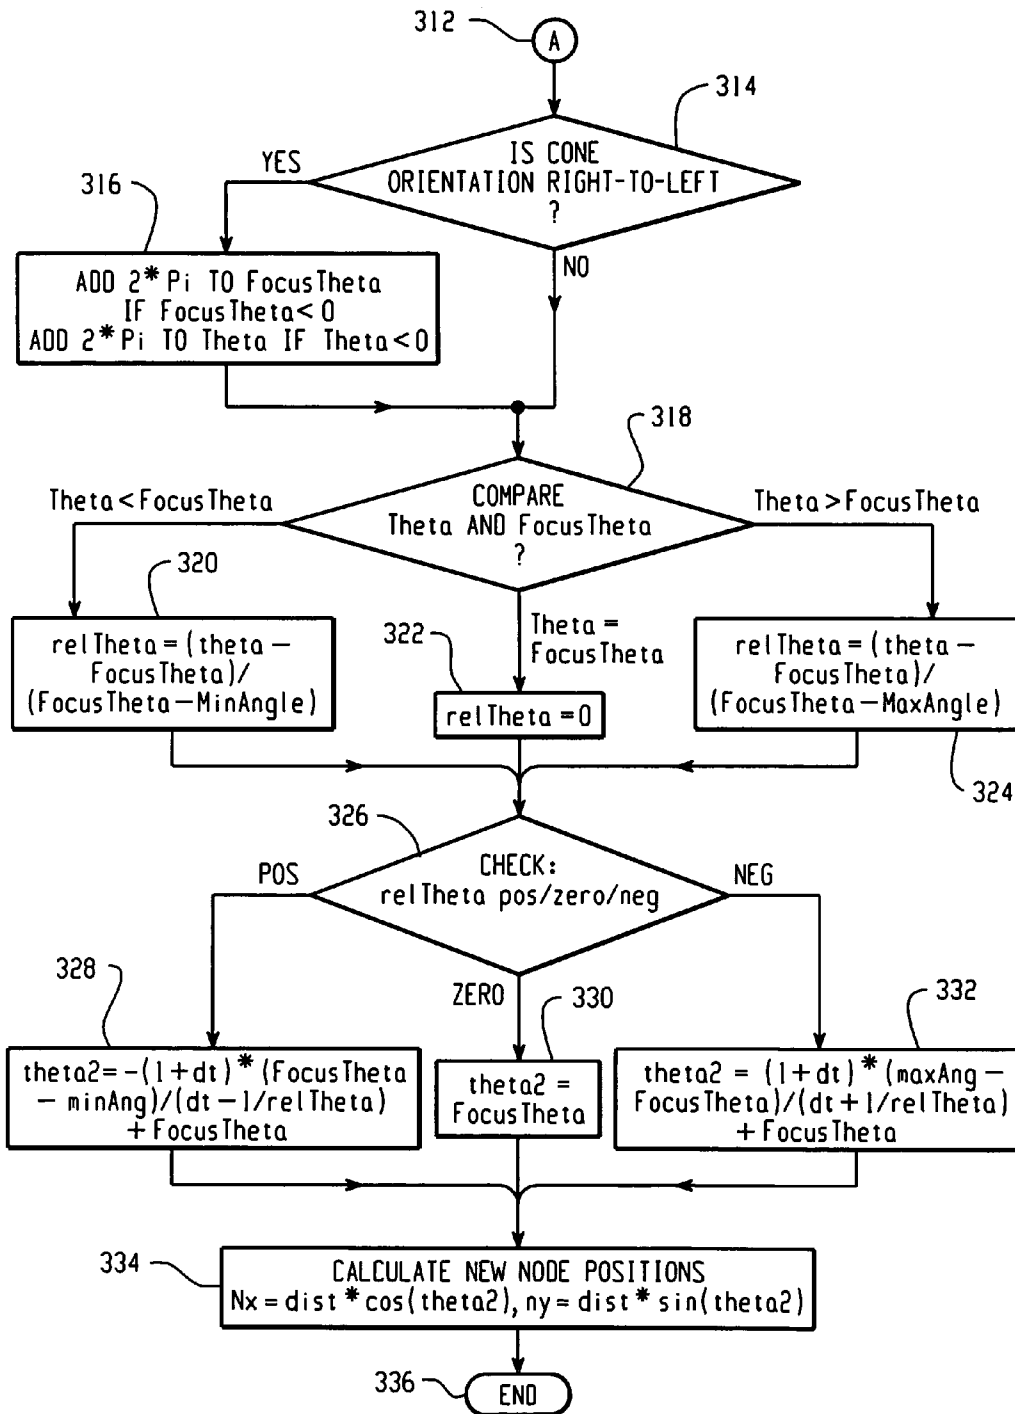 312
A
314
IS CONE
ORIENTATION RIGHT-TO-LEFT
?
YES
NO
316
ADD 2*Pi TO FocusTheta
IF FocusTheta<0
ADD 2*Pi TO Theta IF Theta<0
318
COMPARE
Theta AND FocusTheta
?
Theta<FocusTheta
Theta>FocusTheta
320
relTheta=(theta–
FocusTheta)/
(FocusTheta–MinAngle)
322
Theta=
FocusTheta
relTheta=0
relTheta=(theta–
FocusTheta)/
(FocusTheta–MaxAngle)
324
326
CHECK:
relTheta pos/zero/neg
POS
NEG
ZERO
328
theta2=-(1+dt)*(FocusTheta
–minAng)/(dt–1/relTheta)
+FocusTheta
330
theta2=
FocusTheta
332
theta2 = (1+dt)*(maxAng–
FocusTheta)/(dt+1/relTheta)
+FocusTheta
334
CALCULATE NEW NODE POSITIONS
Nx=dist*cos(theta2), ny=dist*sin(theta2)
336
END